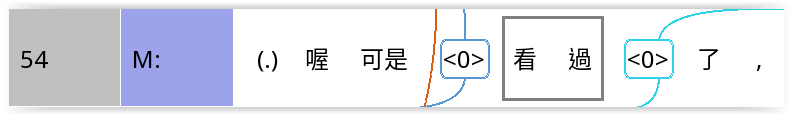 54 M: (.) 喔 可是 <0> 看 過 <0> 了 ,